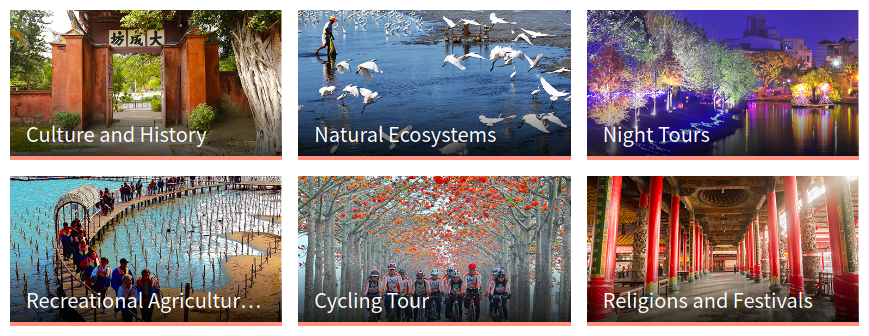 坊成大
Culture and History
Natural Ecosystems
Night Tours
Recreational Agricultur...
Cycling Tour
Religions and Festivals